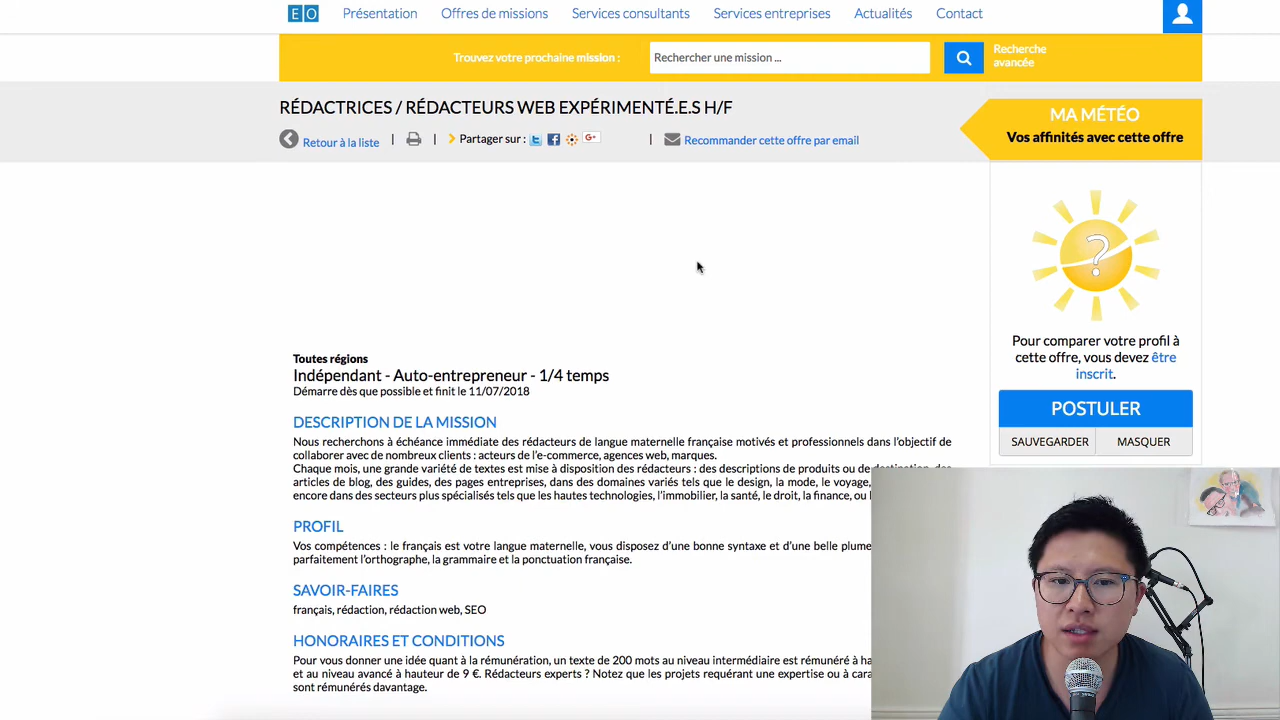 EO Présentation Offres de missions Services consultants Services entreprises Actualités Contact
Trouvez votre prochaine mission : Rechercher une mission ... Recherche
avancée
RÉDACTRICES / RÉDACTEURS WEB EXPÉRIMENTÉ.E.S H/F
Retour à la liste | | Partager sur : G+ | Recommander cette offre par email
MA MÉTÉO
Vos affinités avec cette offre
?
Pour comparer votre profil à
cette offre, vous devez être
inscrit.
POSTULER
SAUVEGARDER MASQUER
Toutes régions
Indépendant - Auto-entrepreneur - 1/4 temps
Démarre dès que possible et finit le 11/07/2018
DESCRIPTION DE LA MISSION
Nous recherchons à échéance immédiate des rédacteurs de langue maternelle française motivés et professionnels dans l'objectif de
collaborer avec de nombreux clients : acteurs de l'e-commerce, agences web, marques.
Chaque mois, une grande variété de textes est mise à disposition des rédacteurs : des descriptions de produits ou de destination, des
articles de blog, des guides, des pages entreprises, dans des domaines variés tels que le design, la mode, le voyage,
encore dans des secteurs plus spécialisés tels que les hautes technologies, l'immobilier, la santé, le droit, la finance, ou
PROFIL
Vos compétences : le français est votre langue maternelle, vous disposez d'une bonne syntaxe et d'une belle plume
parfaitement l'orthographe, la grammaire et la ponctuation française.
SAVOIR-FAIRES
français, rédaction, rédaction web, SEO
HONORAIRES ET CONDITIONS
Pour vous donner une idée quant à la rémunération, un texte de 200 mots au niveau intermédiaire est rémunéré à
et au niveau avancé à hauteur de 9 €. Rédacteurs experts ? Notez que les projets requérant une expertise ou à
sont rémunérés davantage.